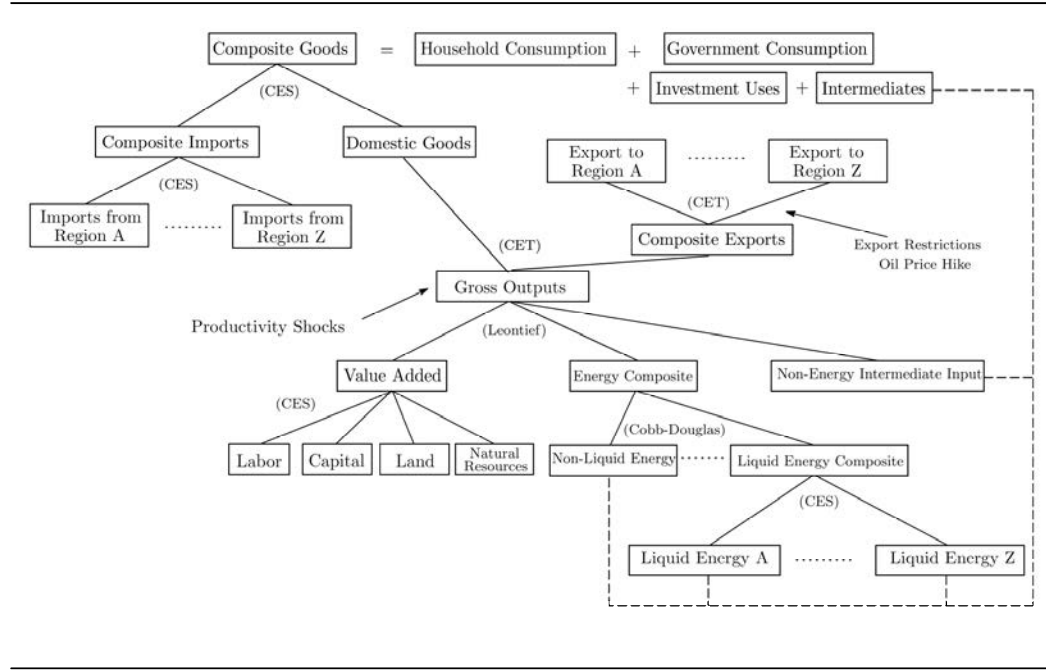 Composite Goods = Household Consumption + Government Consumption
+ Investment Uses + Intermediates
(CES)
Composite Imports
Domestic Goods
Export to
Region A
.........
Export to
Region Z
(CES)
(CET)
Imports from
Region A
.........
Imports from
Region Z
Composite Exports
(CET)
Export Restrictions
Oil Price Hike
Gross Outputs
Productivity Shocks
(Leontief)
Value Added
Energy Composite
Non-Energy Intermediate Input
(CES)
(Cobb-Douglas)
Labor
Capital
Land
Natural
Resources
Non-Liquid Energy
.......
Liquid Energy Composite
(CES)
Liquid Energy A
.........
Liquid Energy Z